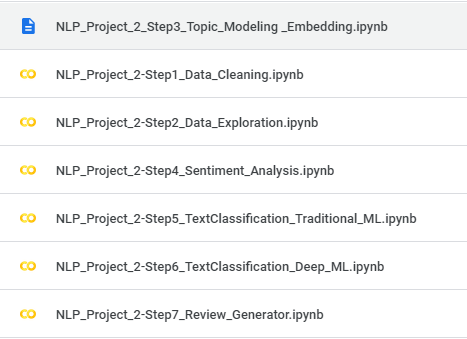 NLP_Project_2_Step3_Topic_Modeling _Embedding.ipynb
NLP_Project_2-Step1_Data_Cleaning.ipynb
NLP_Project_2-Step2_Data_Exploration.ipynb
NLP_Project_2-Step4_Sentiment_Analysis.ipynb
NLP_Project_2-Step5_TextClassification_Traditional_ML.ipynb
NLP_Project_2-Step6_TextClassification_Deep_ML.ipynb
NLP_Project_2-Step7_Review_Generator.ipynb